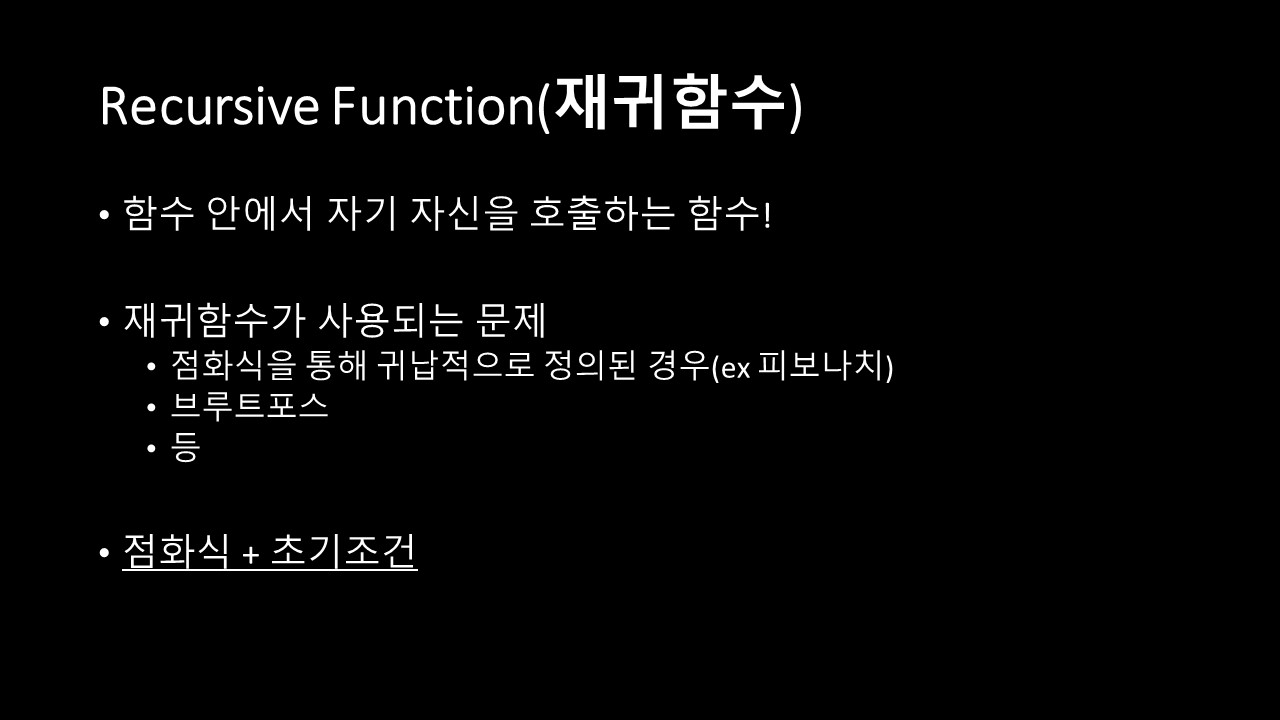 Recursive Function(재귀함수)
• 함수 안에서 자기 자신을 호출하는 함수!
• 재귀함수가 사용되는 문제
• 점화식을 통해 귀납적으로 정의된 경우(ex 피보나치)
• 브루트포스
• 등
• 점화식 + 초기조건